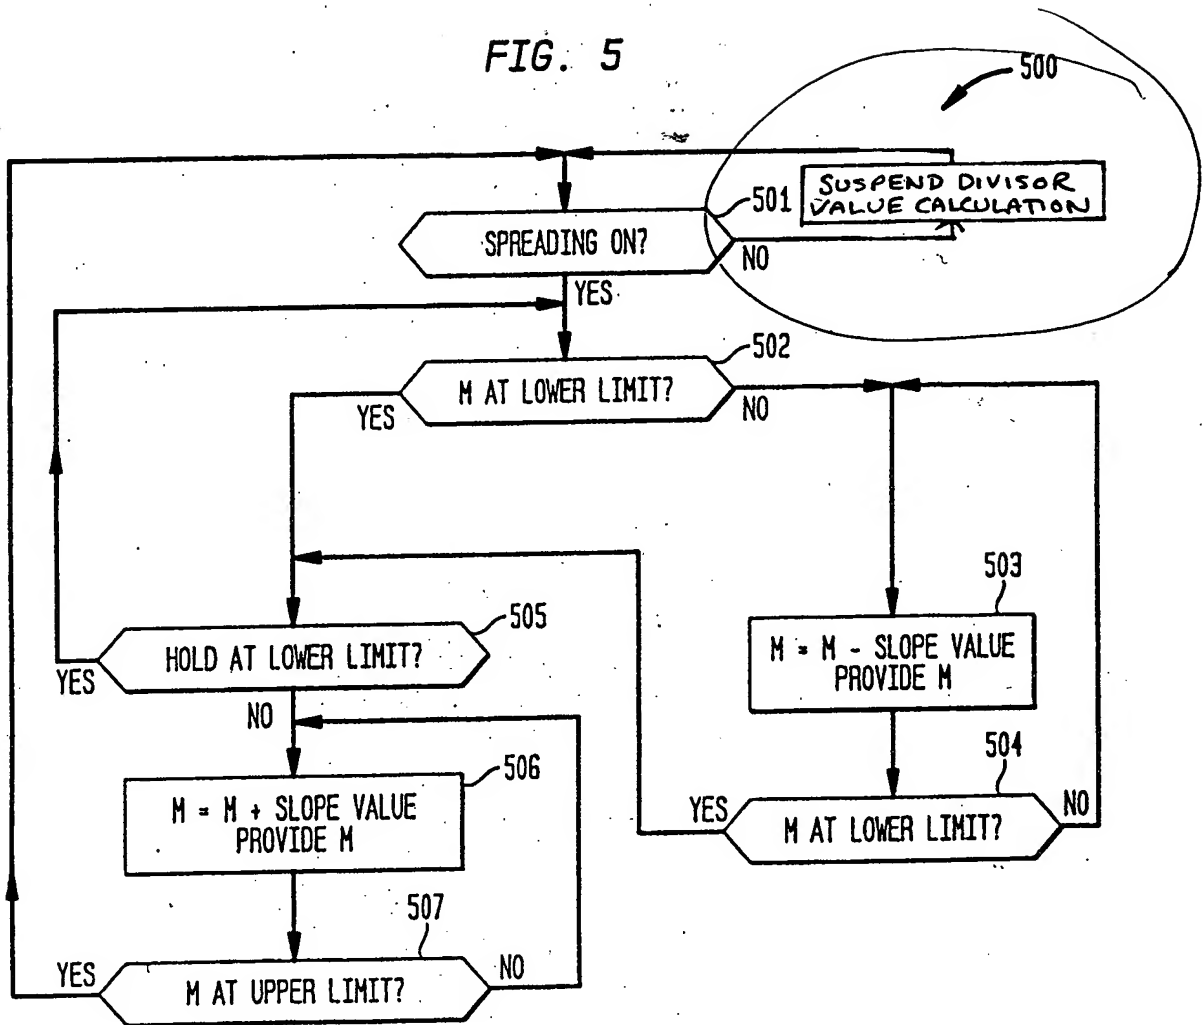 FIG. 5
500
SUSPEND DIVISOR
VALUE CALCULATION
501
SPREADING ON?
NO
YES
502
M AT LOWER LIMIT?
YES
NO
503
M = M - SLOPE VALUE
PROVIDE M
504
M AT LOWER LIMIT?
YES
NO
505
HOLD AT LOWER LIMIT?
YES
NO
506
M = M + SLOPE VALUE
PROVIDE M
507
M AT UPPER LIMIT?
YES
NO